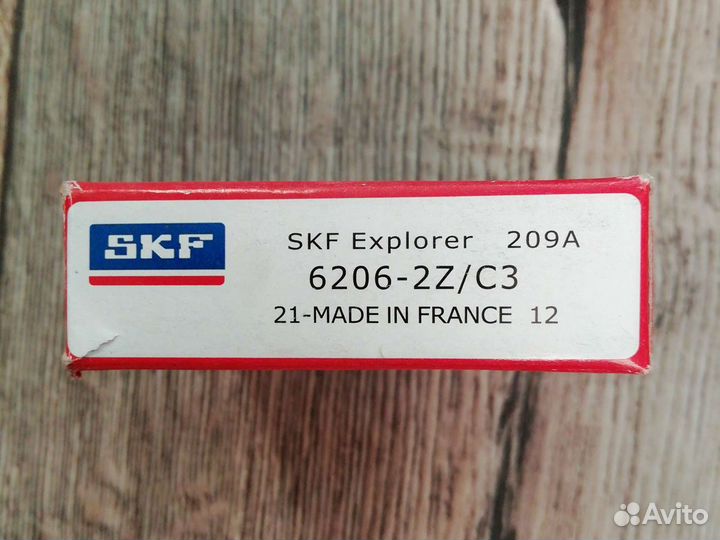 SKF
SKF Explorer 209A
6206-2Z/C3
21-MADE IN FRANCE 12
Avito